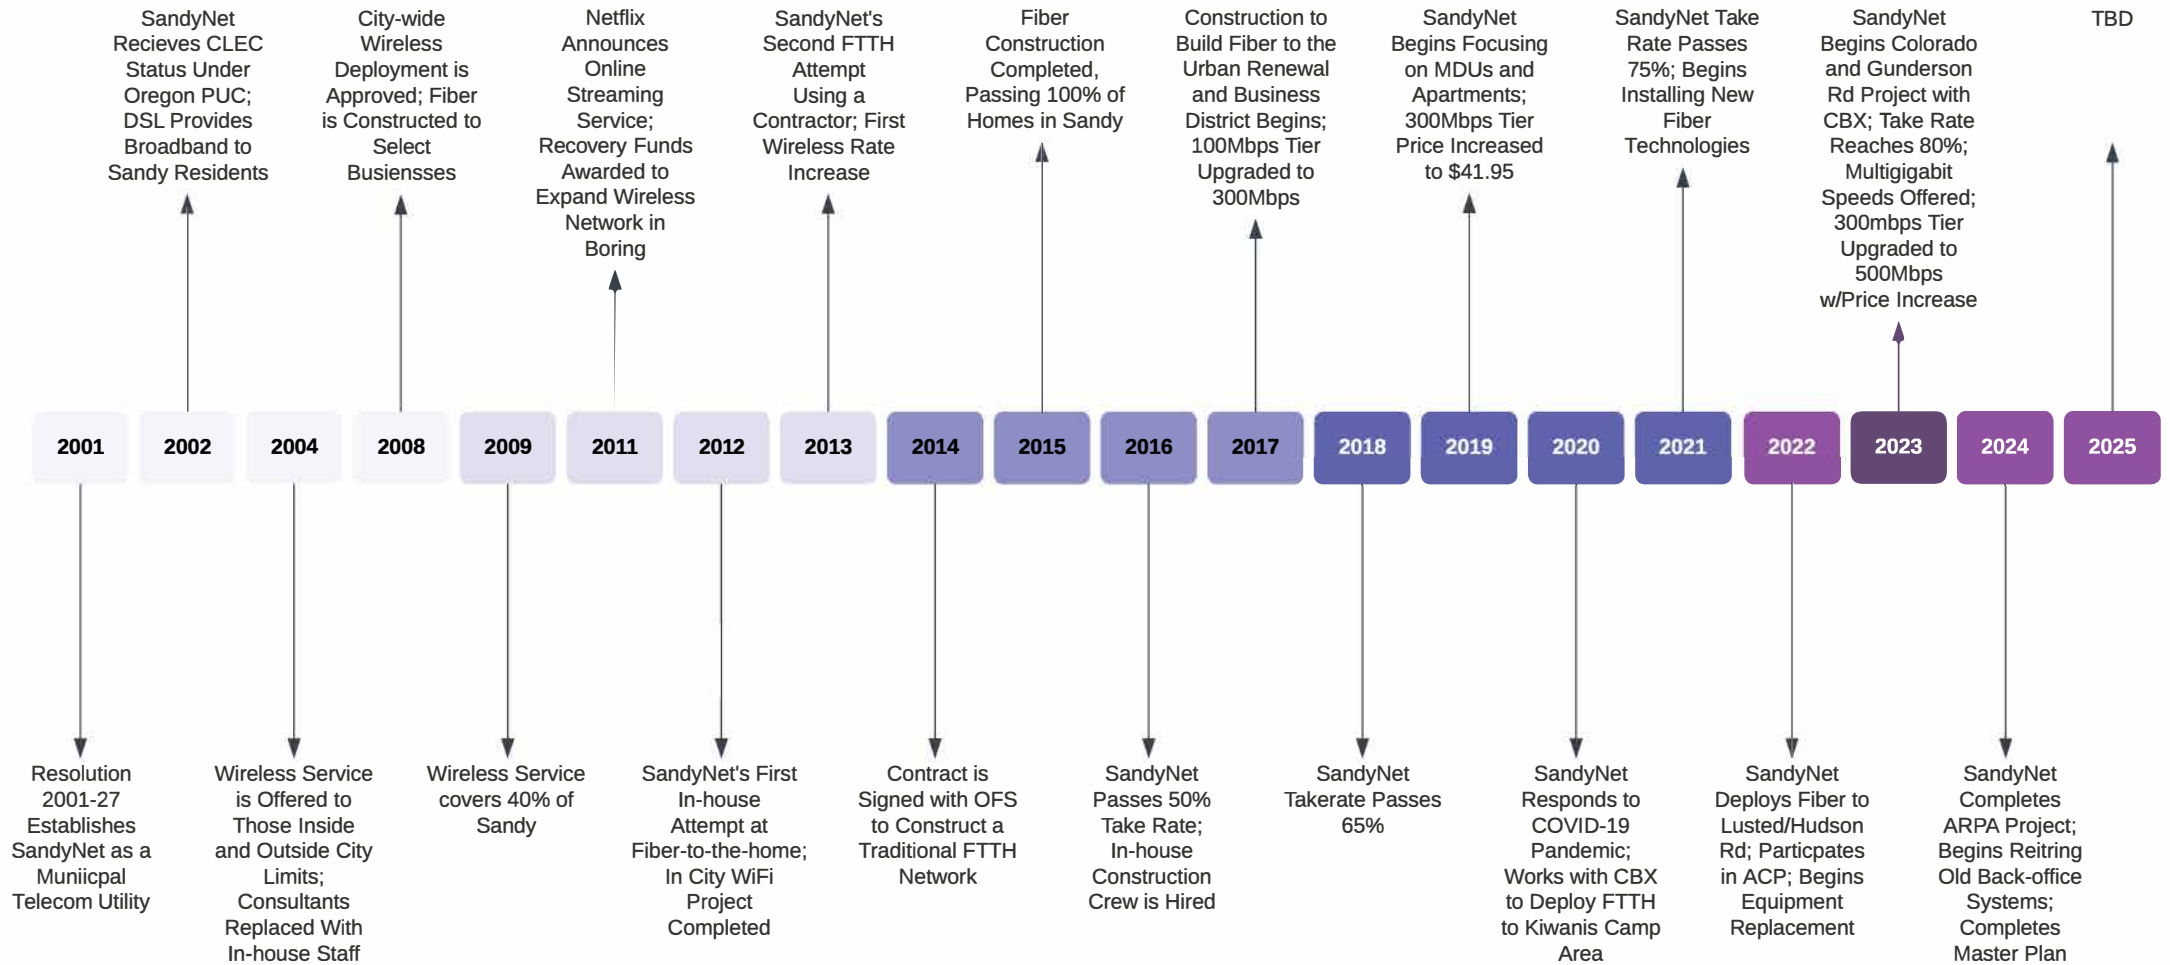 SandyNet
Recieves CLEC
Status Under
Oregon PUC;
DSL Provides
Broadband to
Sandy Residents
City-wide
Wireless
Deployment is
Approved; Fiber
is Constructed to
Select
Busiensses
Netflix
Announces
Online
Streaming
Service;
Recovery Funds
Awarded to
Expand Wireless
Network in
Boring
SandyNet's
Second FTTH
Attempt
Using a
Contractor; First
Wireless Rate
Increase
Fiber
Construction
Completed,
Passing 100% of
Homes in Sandy
Construction to
Build Fiber to the
Urban Renewal
and Business
District Begins;
100Mbps Tier
Upgraded to
300Mbps
SandyNet
Begins Focusing
on MDUs and
Apartments;
300Mbps Tier
Price Increased
to $41.95
SandyNet Take
Rate Passes
75%; Begins
Installing New
Fiber
Technologies
SandyNet
Begins Colorado
and Gunderson
Rd Project with
CBX; Take Rate
Reaches 80%;
Multigigabit
Speeds Offered;
300mbps Tier
Upgraded to
500Mbps
w/Price Increase
TBD
2001
2002
2004
2008
2009
2011
2012
2013
2014
2015
2016
2017
2018
2019
2020
2021
2022
2023
2024
2025
Resolution
2001-27
Establishes
SandyNet as a
Muniicpal
Telecom Utility
Wireless Service
is Offered to
Those Inside
and Outside City
Limits;
Consultants
Replaced With
In-house Staff
Wireless Service
covers 40% of
Sandy
SandyNet's First
In-house
Attempt at
Fiber-to-the-home;
In City WiFi
Project
Completed
Contract is
Signed with OFS
to Construct a
Traditional FTTH
Network
SandyNet
Passes 50%
Take Rate;
In-house
Construction
Crew is Hired
SandyNet
Takerate Passes
65%
SandyNet
Responds to
COVID-19
Pandemic;
Works with CBX
to Deploy FTTH
to Kiwanis Camp
Area
SandyNet
Deploys Fiber to
Lusted/Hudson
Rd; Particpates
in ACP; Begins
Equipment
Replacement
SandyNet
Completes
ARPA Project;
Begins Reitring
Old Back-office
Systems;
Completes
Master Plan